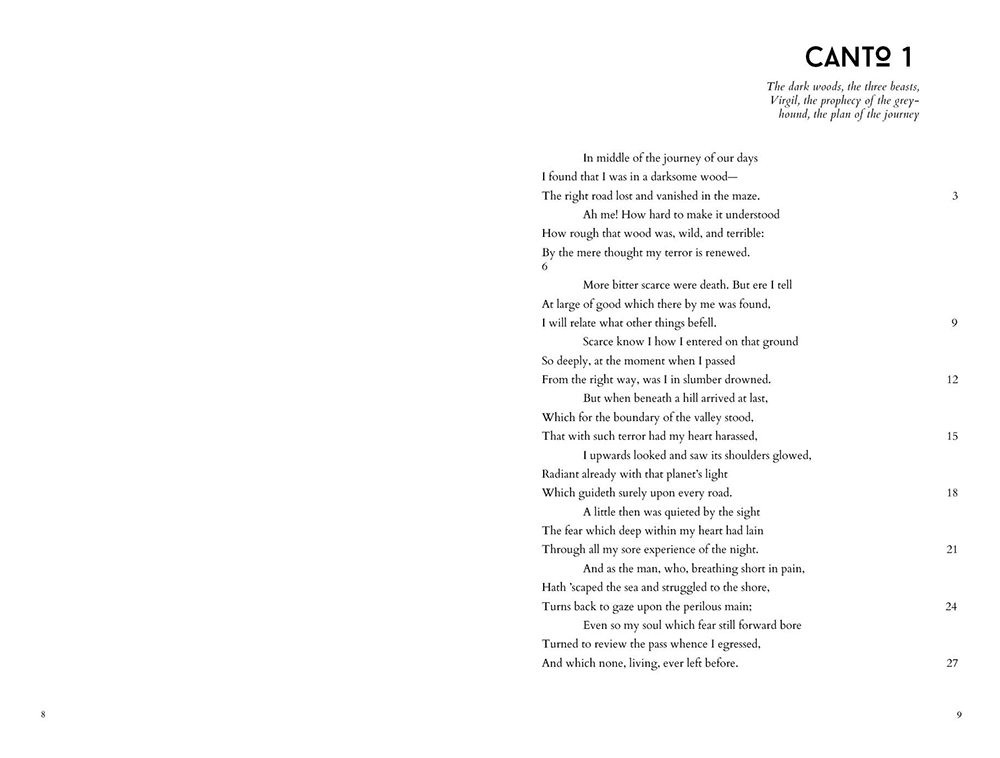 CANTO 1
The dark woods, the three beasts,
Virgil, the prophecy of the grey-
hound, the plan of the journey
In middle of the journey of our days
I found that I was in a darksome wood—
The right road lost and vanished in the maze. 3
Ah me! How hard to make it understood
How rough that wood was, wild, and terrible:
By the mere thought my terror is renewed.
6
More bitter scarce were death. But ere I tell
At large of good which there by me was found,
I will relate what other things befell. 9
Scarce know I how I entered on that ground
So deeply, at the moment when I passed
From the right way, was I in slumber drowned. 12
But when beneath a hill arrived at last,
Which for the boundary of the valley stood,
That with such terror had my heart harassed, 15
I upwards looked and saw its shoulders glowed,
Radiant already with that planet’s light
Which guideth surely upon every road. 18
A little then was quieted by the sight
The fear which deep within my heart had lain
Through all my sore experience of the night. 21
And as the man, who, breathing short in pain,
Hath ’scaped the sea and struggled to the shore,
Turns back to gaze upon the perilous main; 24
Even so my soul which fear still forward bore
Turned to review the pass whence I egressed,
And which none, living, ever left before. 27
8
9